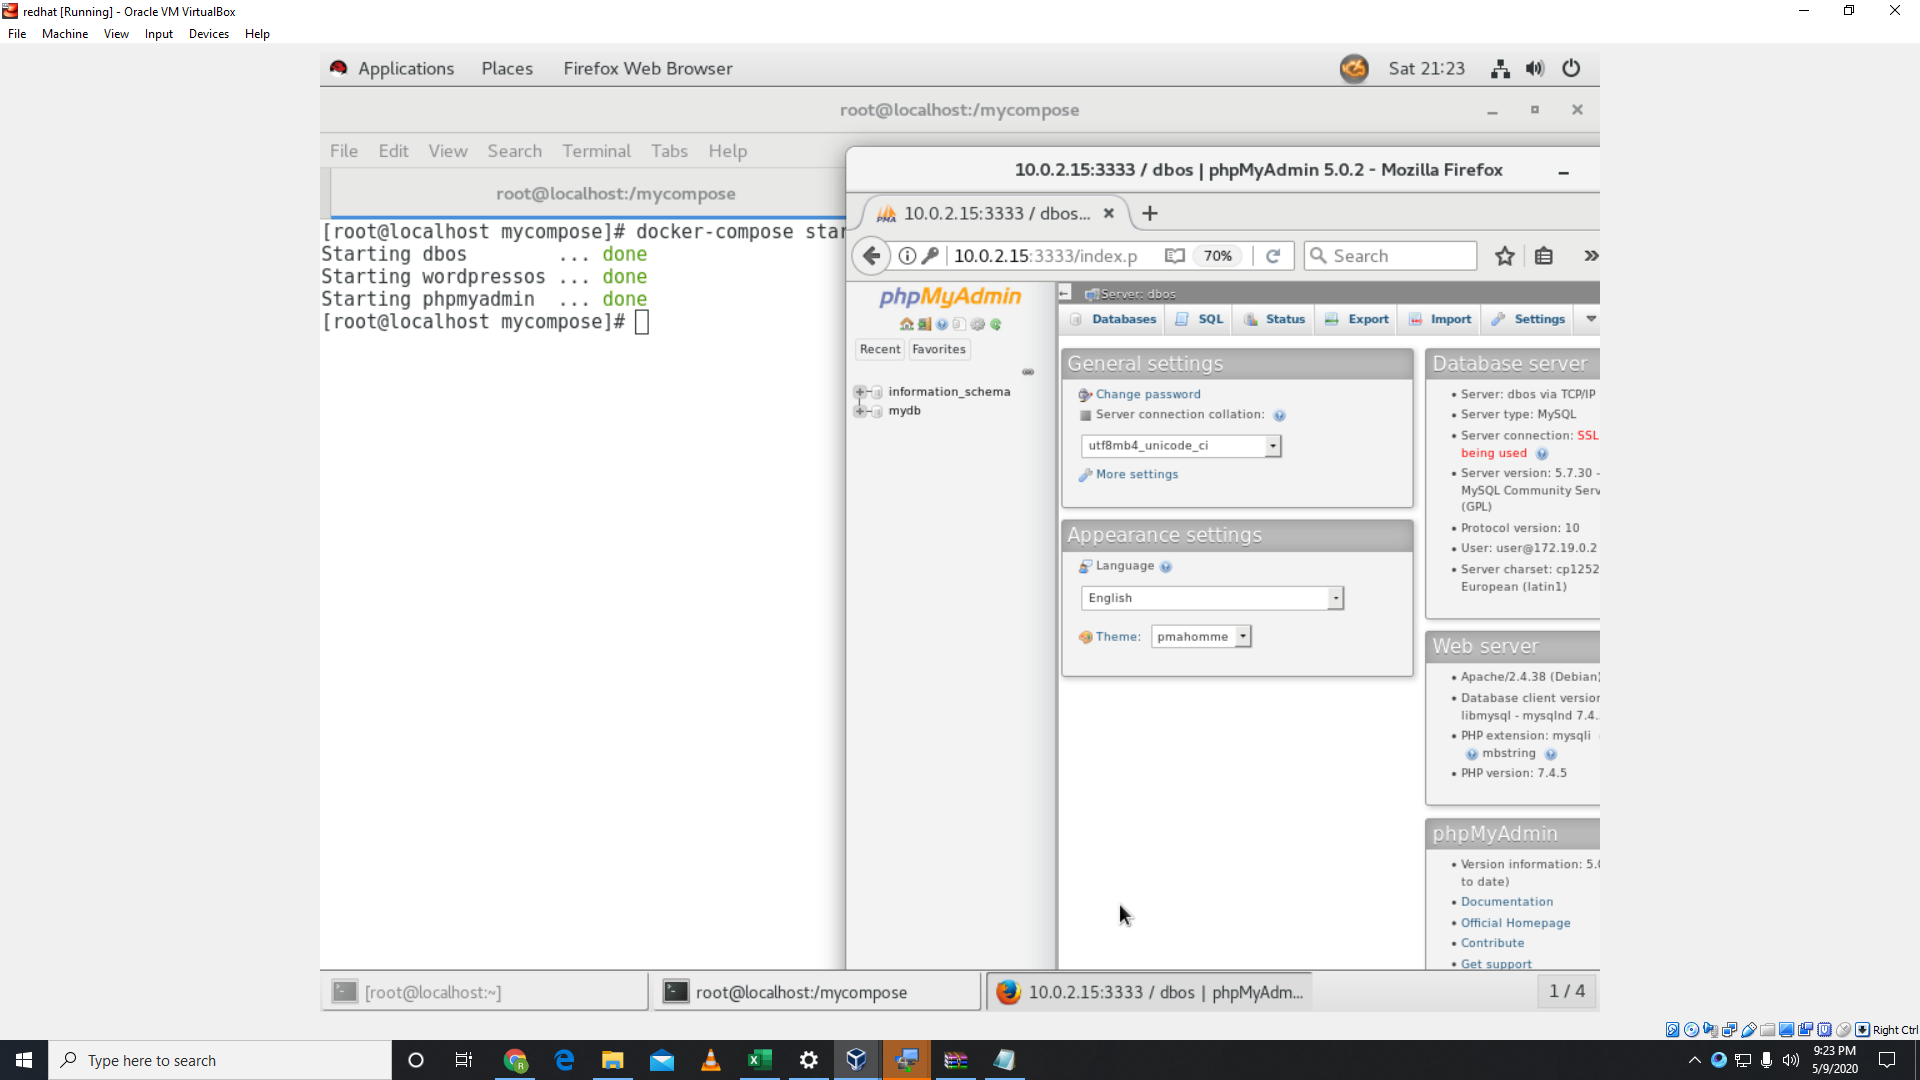 redhat [Running] - Oracle VM VirtualBox
File Machine View Input Devices Help
Applications Places Firefox Web Browser Sat 21:23
root@localhost:/mycompose
File Edit View Search Terminal Tabs Help
root@localhost:/mycompose
[root@localhost mycompose]# docker-compose star
Starting dbos ... done
Starting wordpressos ... done
Starting phpmyadmin ... done
[root@localhost mycompose]#
10.0.2.15:3333 / dbos | phpMyAdmin 5.0.2 - Mozilla Firefox
PMA 10.0.2.15:3333 / dbos...
10.0.2.15:3333/index.p 70% Search
phpMyAdmin
Recent Favorites
information_schema
mydb
Server: dbos
Databases SQL Status Export Import Settings
General settings
Change password
Server connection collation:
utf8mb4_unicode_ci
More settings
Appearance settings
Language
English
Theme: pmahomme
Database server
Server: dbos via TCP/IP
Server type: MySQL
Server connection: SSL
being used
Server version: 5.7.30 -
MySQL Community Serv
(GPL)
Protocol version: 10
User: user@172.19.0.2
Server charset: cp1252
European (latin1)
Web server
Apache/2.4.38 (Debian)
Database client version
libmysql - mysqlnd 7.4.
PHP extension: mysqli
mbstring
PHP version: 7.4.5
phpMyAdmin
Version information: 5.0
to date)
Documentation
Official Homepage
Contribute
Get support
[root@localhost:~]
root@localhost:/mycompose
10.0.2.15:3333 / dbos | phpMyAdm...
1 / 4
Right Ctrl
Type here to search
9:23 PM
5/9/2020